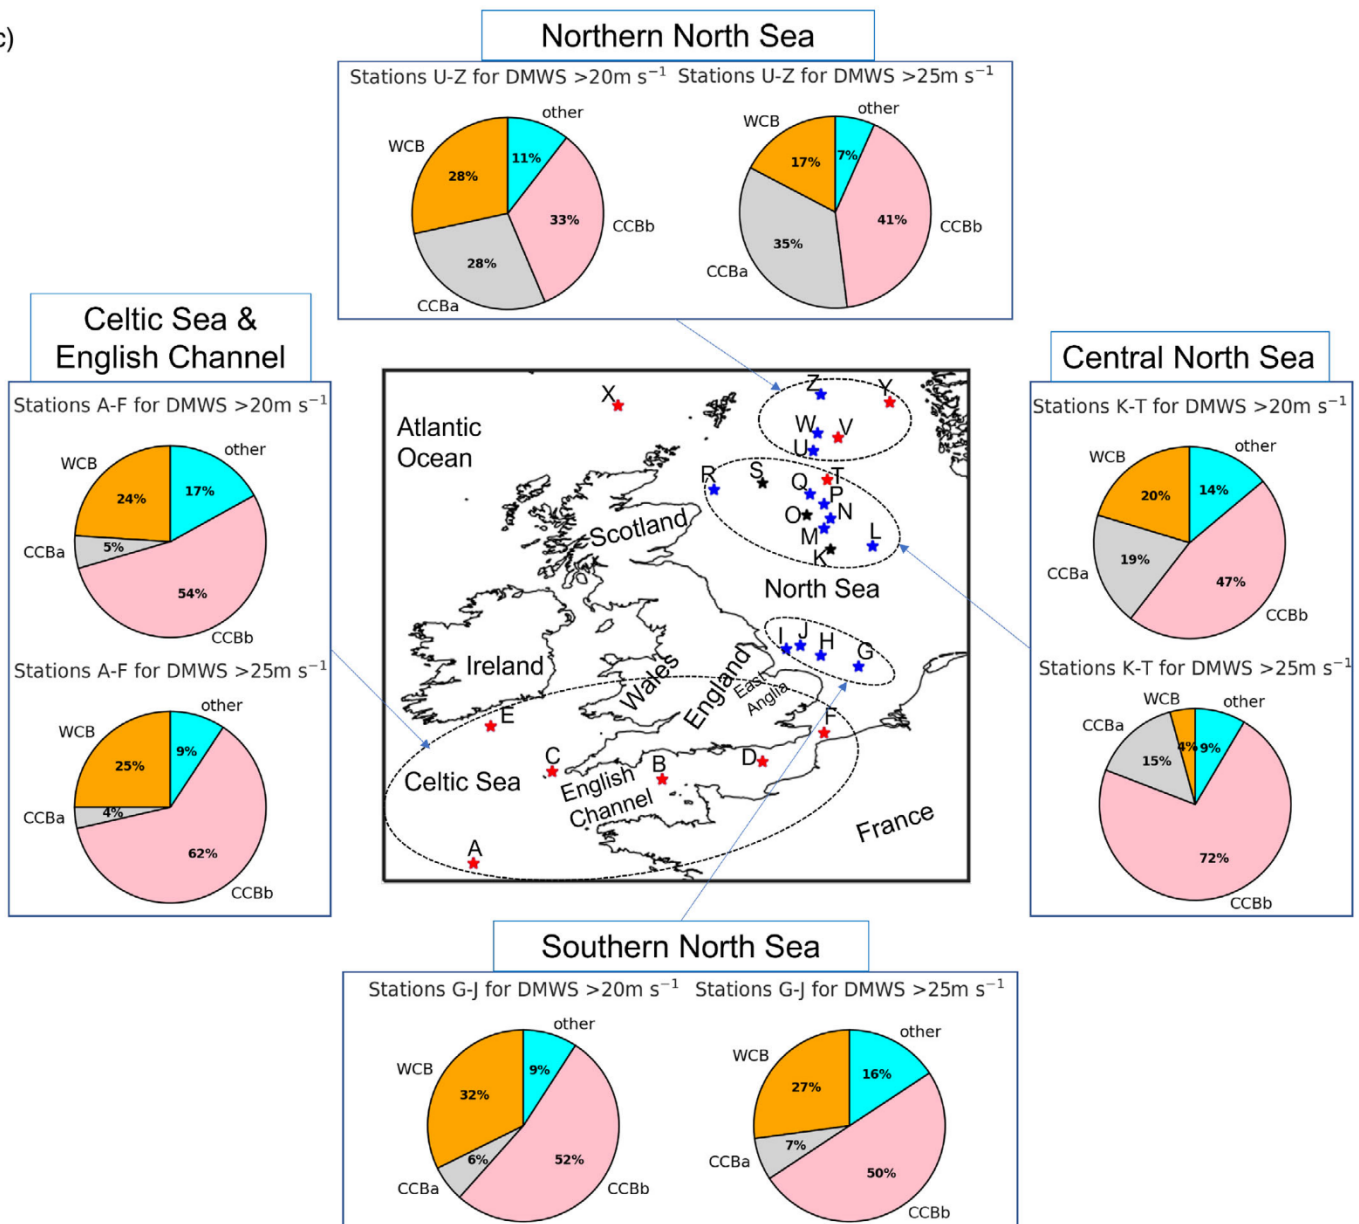 c)
Northern North Sea
Stations U-Z for DMWS >20m s⁻¹
other
WCB
11%
28%
33%
CCBb
28%
CCBa
Stations U-Z for DMWS >25m s⁻¹
other
WCB
7%
17%
41%
CCBb
35%
CCBa
Celtic Sea &
English Channel
Stations A-F for DMWS >20m s⁻¹
other
WCB
17%
24%
CCBa
5%
54%
CCBb
Stations A-F for DMWS >25m s⁻¹
other
WCB
9%
25%
CCBa
4%
62%
CCBb
X
Z
Y
Atlantic
Ocean
W
V
U
S
T
R
Q
P
O
N
Scotland
M
L
K
North Sea
I
J
H
G
Ireland
Wales
England
East
Anglia
E
F
C
B
D
Celtic Sea
English
Channel
France
A
Central North Sea
Stations K-T for DMWS >20m s⁻¹
other
WCB
14%
20%
19%
47%
CCBa
CCBb
Stations K-T for DMWS >25m s⁻¹
WCB
other
CCBa
4%
9%
15%
72%
CCBb
Southern North Sea
Stations G-J for DMWS >20m s⁻¹
other
WCB
9%
32%
6%
52%
CCBa
CCBb
Stations G-J for DMWS >25m s⁻¹
other
WCB
16%
27%
7%
CCBa
50%
CCBb